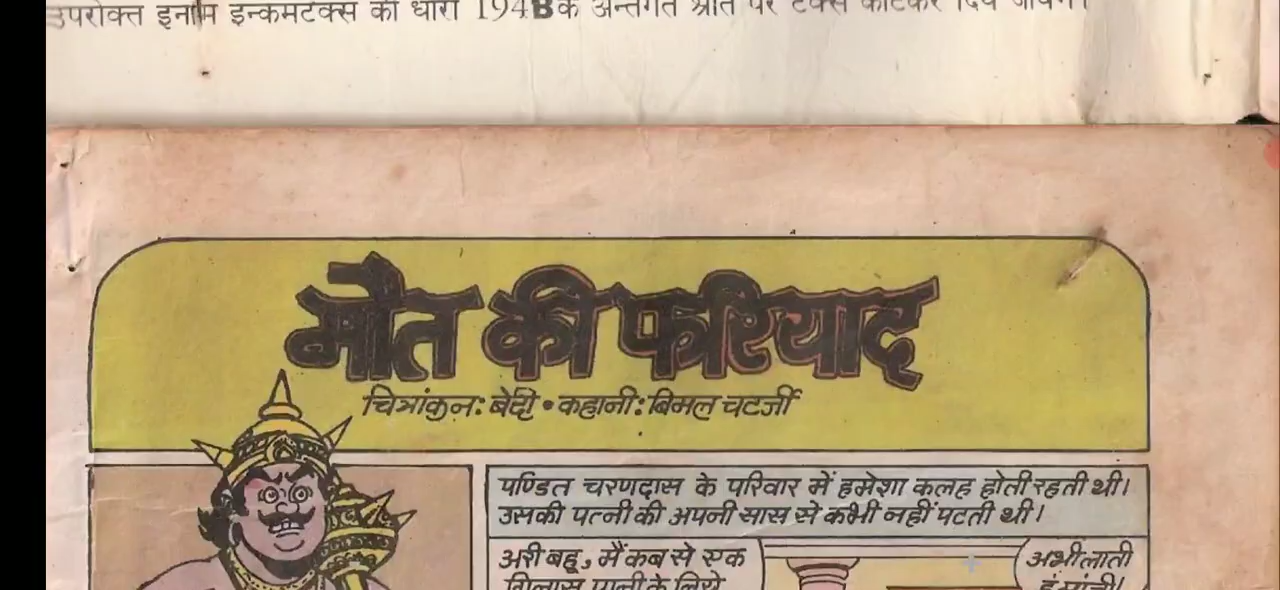 उपरोक्त इनाम इन्कमटैक्स की धारा 194B के अन्तर्गत श्रोत पर टैक्स काटकर दिये जायेंगे।
मौत की फरियाद
चित्रांकन: बेदी • कहानी: बिमल चटर्जी
पण्डित चरणदास के परिवार में हमेशा कलह होती रहती थी।
उसकी पत्नी की अपनी सास से कभी नहीं पटती थी।
अरी बहू, मैं कब से एक
गिलास पानी के लिये
अभी लाती
हूं मांजी!